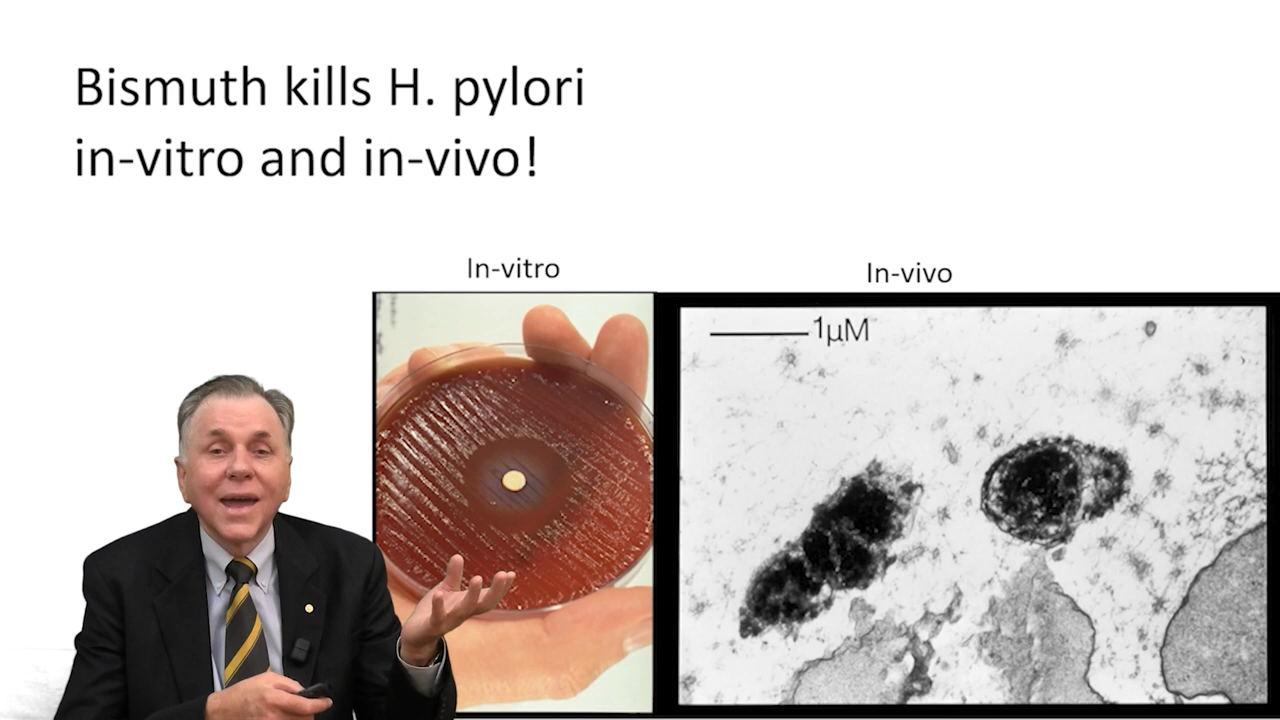 Bismuth kills H. pylori
in-vitro and in-vivo!
In-vitro
In-vivo
1µM